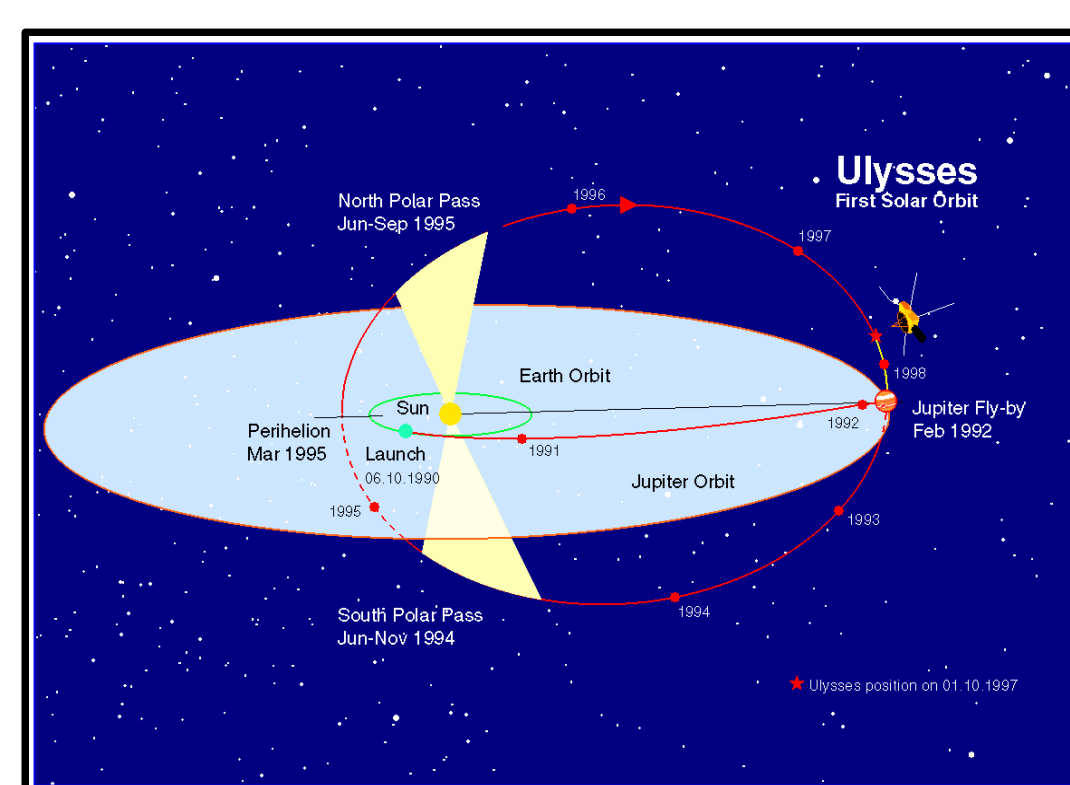 Ulysses
First Solar Orbit
1996
North Polar Pass
Jun-Sep 1995
1997
1998
Earth Orbit
Sun
Jupiter Fly-by
Feb 1992
1992
Perihelion
Mar 1995
1991
Launch
06.10.1990
Jupiter Orbit
1995
1993
1994
South Polar Pass
Jun-Nov 1994
Ulysses position on 01.10.1997